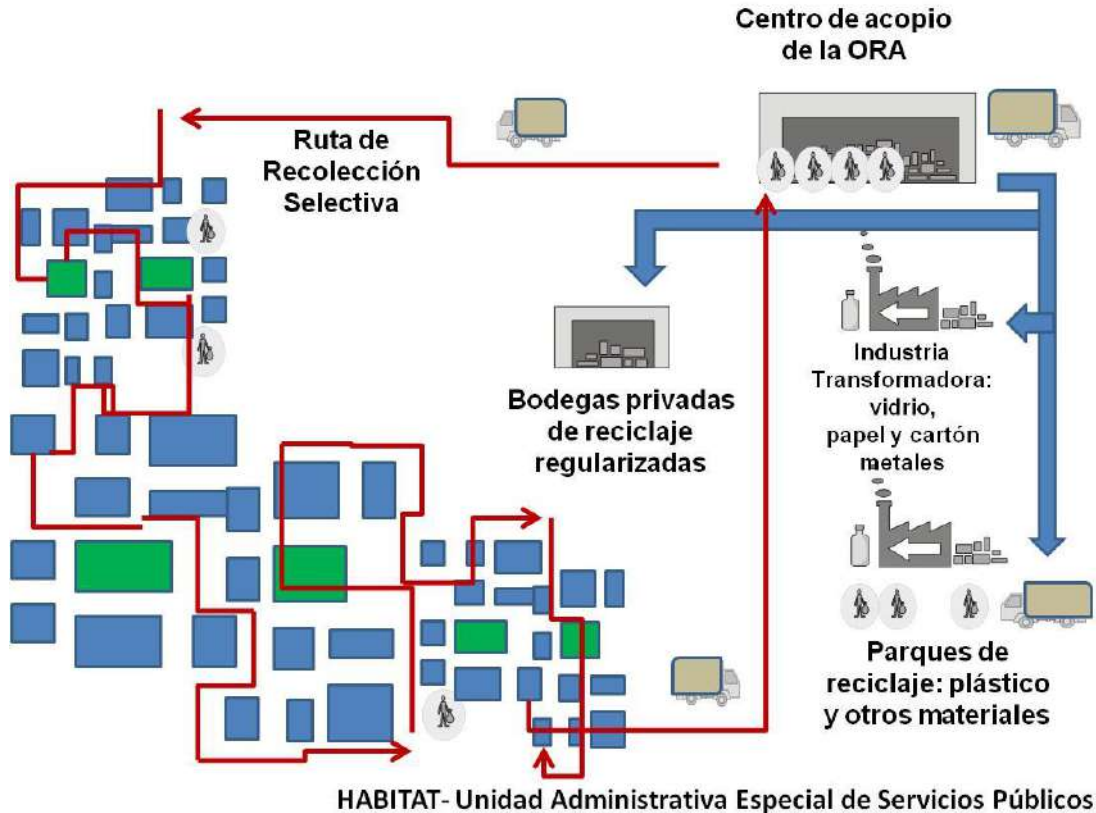 Centro de acopio
de la ORA
Ruta de
Recolección
Selectiva
Bodegas privadas
de reciclaje
regularizadas
Industria
Transformadora:
vidrio,
papel y cartón
metales
Parques de
reciclaje: plástico
y otros materiales
HABITAT- Unidad Administrativa Especial de Servicios Públicos